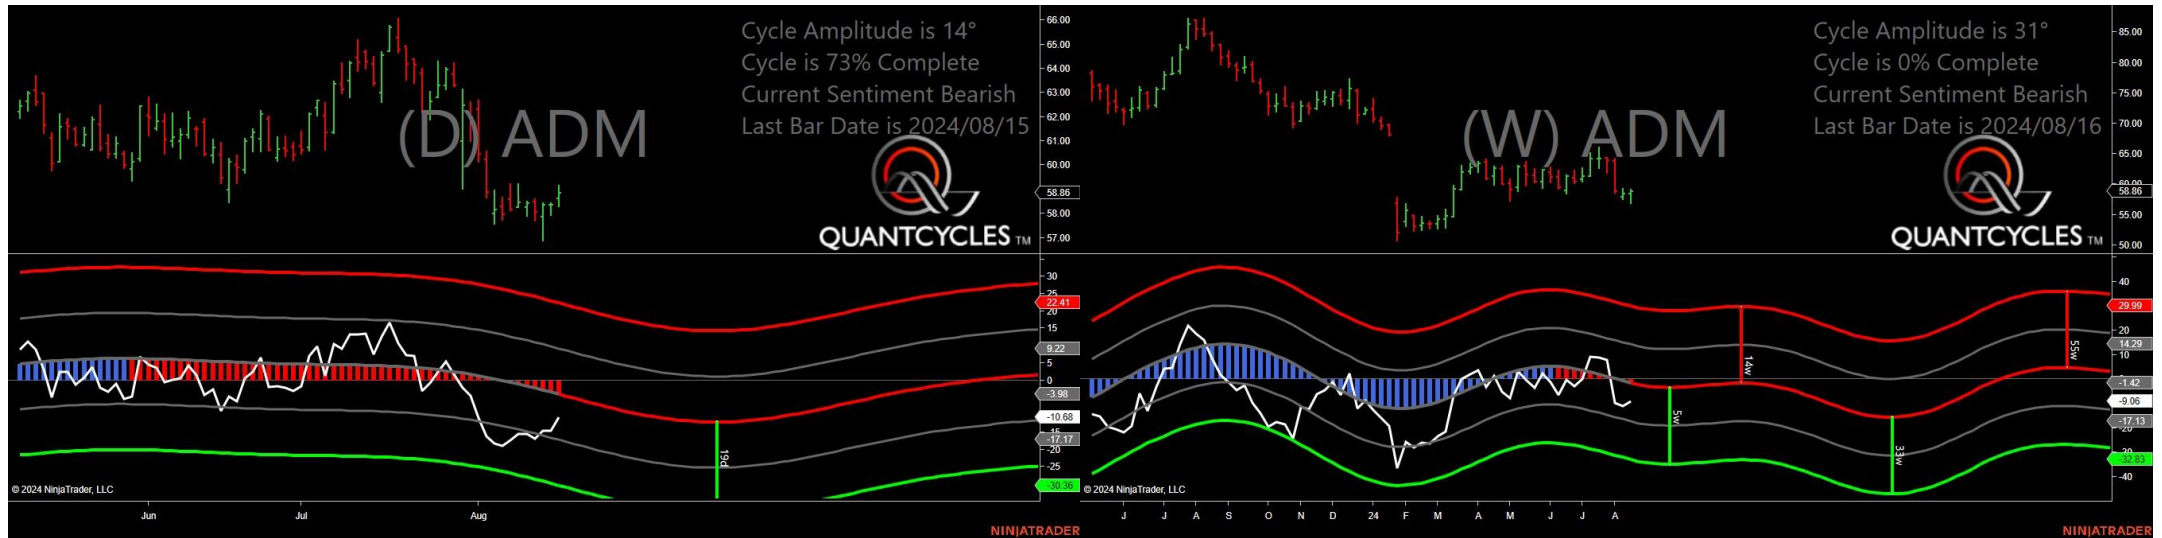 Cycle Amplitude is 14°
Cycle is 73% Complete
Current Sentiment Bearish
Last Bar Date is 2024/08/15
(D) ADM
QUANTCYCLES TM
66.00
65.00
64.00
63.00
62.00
61.00
60.00
58.86
58.00
57.00
30
25
22.41
20
15
9.22
5
0
-3.98
-10.68
-15
-17.17
-20
-25
-30.36
19d
© 2024 NinjaTrader, LLC
Jun Jul Aug
NINJATRADER
Cycle Amplitude is 31°
Cycle is 0% Complete
Current Sentiment Bearish
Last Bar Date is 2024/08/16
(W) ADM
QUANTCYCLES TM
85.00
80.00
75.00
70.00
65.00
60.00
58.86
55.00
50.00
40
29.99
20
14.29
10
-1.42
-9.06
-17.13
-20
-32.83
-40
5w
14w
33w
55w
© 2024 NinjaTrader, LLC
J J A S O N D 24 F M A M J J A
NINJATRADER